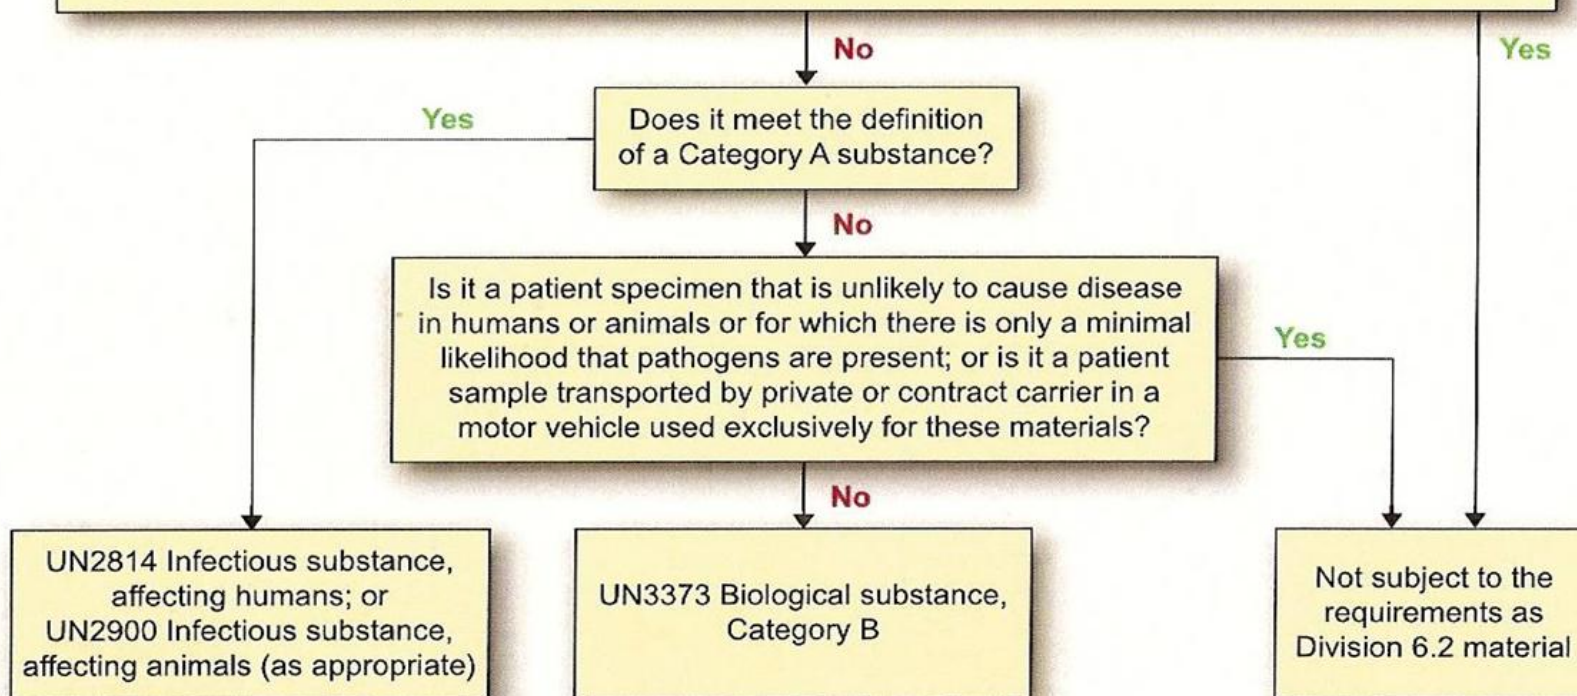 No
Yes
Yes
Does it meet the definition
of a Category A substance?
No
Is it a patient specimen that is unlikely to cause disease
in humans or animals or for which there is only a minimal
likelihood that pathogens are present; or is it a patient
sample transported by private or contract carrier in a
motor vehicle used exclusively for these materials?
Yes
No
UN2814 Infectious substance,
affecting humans; or
UN2900 Infectious substance,
affecting animals (as appropriate)
UN3373 Biological substance,
Category B
Not subject to the
requirements as
Division 6.2 material